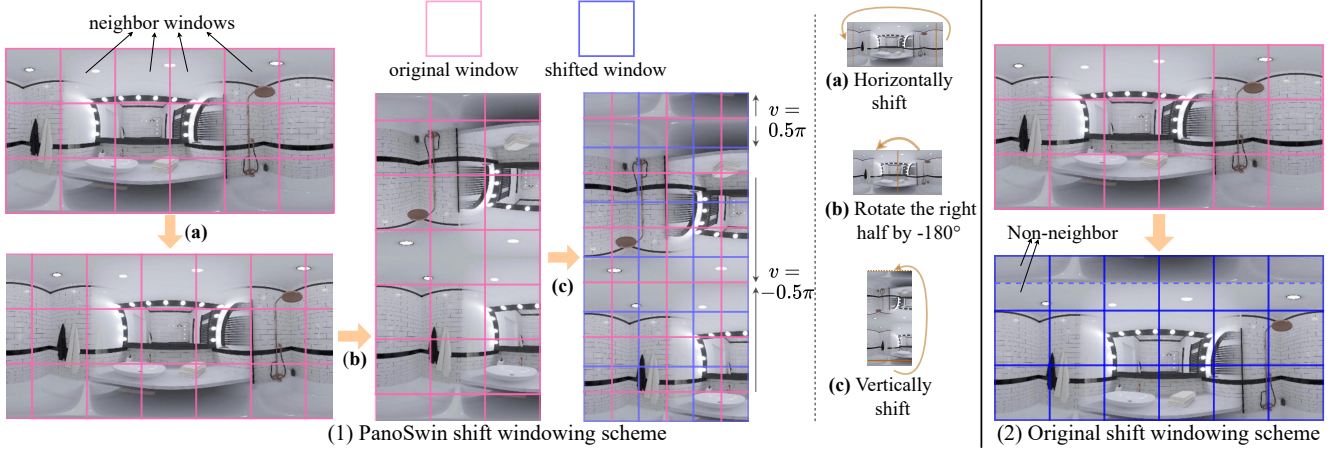 neighbor windows
original window
shifted window
(a)
(b)
(c)
v =
0.5π
v =
−0.5π
(a) Horizontally
shift
(b) Rotate the right
half by -180°
(c) Vertically
shift
(1) PanoSwin shift windowing scheme
Non-neighbor
(2) Original shift windowing scheme